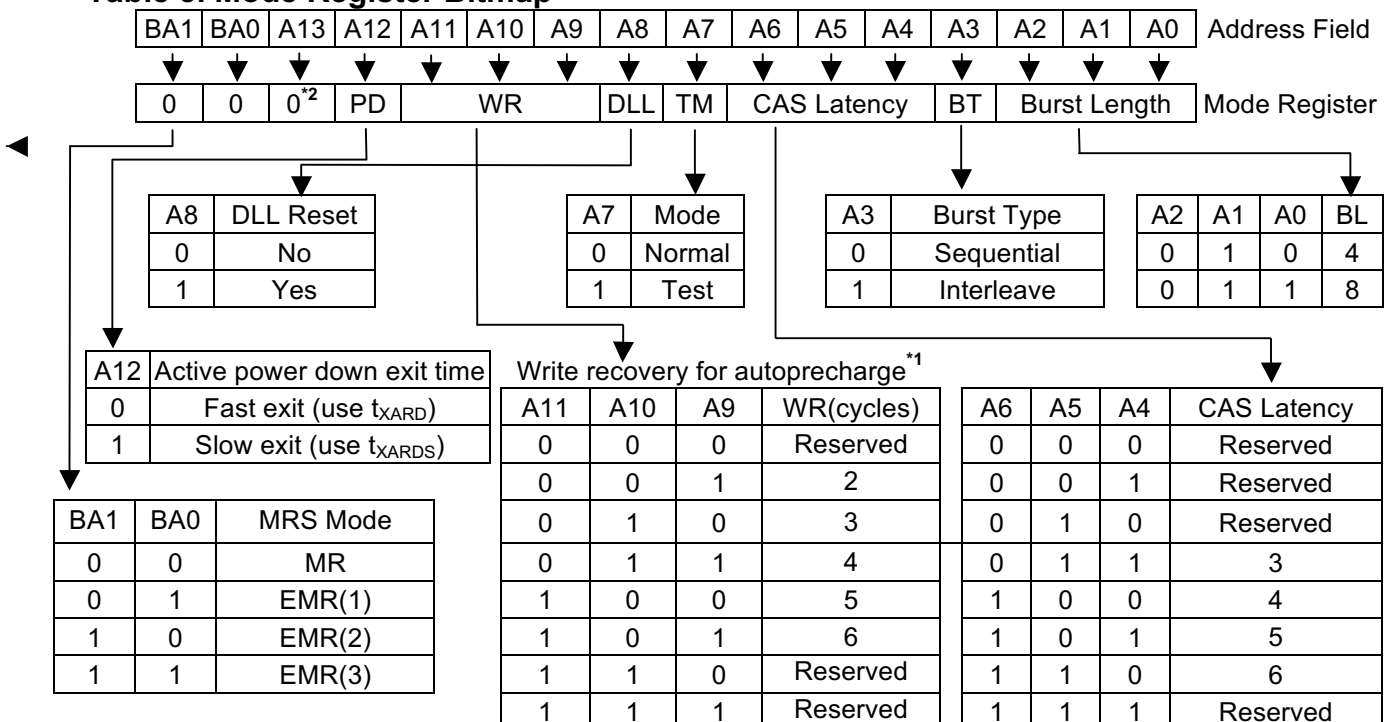 Table 3. Mode Register Bitmap
BA1 BA0 A13 A12 A11 A10 A9 A8 A7 A6 A5 A4 A3 A2 A1 A0 Address Field
0 0 0*2 PD WR DLL TM CAS Latency BT Burst Length Mode Register
A8 DLL Reset
0 No
1 Yes
A7 Mode
0 Normal
1 Test
A3 Burst Type
0 Sequential
1 Interleave
A2 A1 A0 BL
0 1 0 4
0 1 1 8
A12 Active power down exit time
0 Fast exit (use tXARD)
1 Slow exit (use tXARDS)
BA1 BA0 MRS Mode
0 0 MR
0 1 EMR(1)
1 0 EMR(2)
1 1 EMR(3)
Write recovery for autoprecharge*1
A11 A10 A9 WR(cycles)
0 0 0 Reserved
0 0 1 2
0 1 0 3
0 1 1 4
1 0 0 5
1 0 1 6
1 1 0 Reserved
1 1 1 Reserved
A6 A5 A4 CAS Latency
0 0 0 Reserved
0 0 1 Reserved
0 1 0 Reserved
0 1 1 3
1 0 0 4
1 0 1 5
1 1 0 6
1 1 1 Reserved